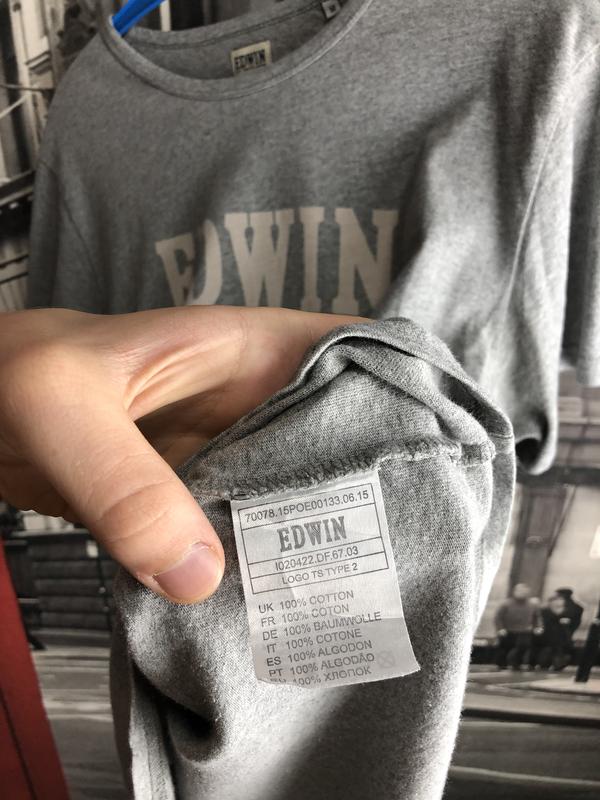 EDWIN
EDWIN
70078.15POE00133.06.15
EDWIN
I020422.DF.67.03
LOGO TS TYPE 2
UK 100% COTTON
FR 100% COTON
DE 100% BAUMWOLLE
IT 100% COTONE
ES 100% ALGODON
PT 100% ALGODÃO
100% ХЛОПОК